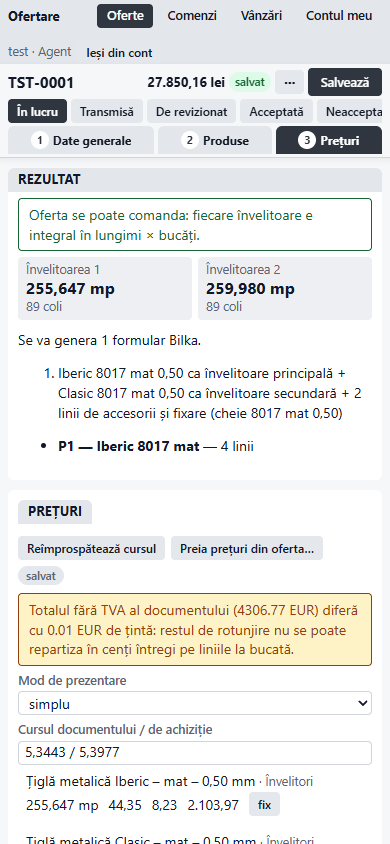 Ofertare
Oferte
Comenzi
Vânzări
Contul meu
test · Agent
Ieși din cont
TST-0001
27.850,16 lei
salvat
···
Salvează
În lucru
Transmisă
De revizionat
Acceptată
Neaccepta
1 Date generale
2 Produse
3 Prețuri
REZULTAT
Oferta se poate comanda: fiecare învelitoare e
integral în lungimi × bucăți.
Învelitoarea 1
255,647 mp
89 coli
Învelitoarea 2
259,980 mp
89 coli
Se va genera 1 formular Bilka.
1. Iberic 8017 mat 0,50 ca învelitoare principală +
Clasic 8017 mat 0,50 ca învelitoare secundară + 2
linii de accesorii și fixare (cheie 8017 mat 0,50)
• P1 — Iberic 8017 mat — 4 linii
PREȚURI
Reîmprospătează cursul
Preia prețuri din oferta...
salvat
Totalul fără TVA al documentului (4306.77 EUR) diferă
cu 0.01 EUR de țintă: restul de rotunjire nu se poate
repartiza în cenți întregi pe liniile la bucată.
Mod de prezentare
simplu
Cursul documentului / de achiziție
5,3443 / 5,3977
Țiglă metalică Iberic – mat – 0,50 mm · Învelitori
255,647 mp 44,35 8,23 2.103,97 fix
Țiglă metalică Clasic – mat – 0,50 mm · Învelitori